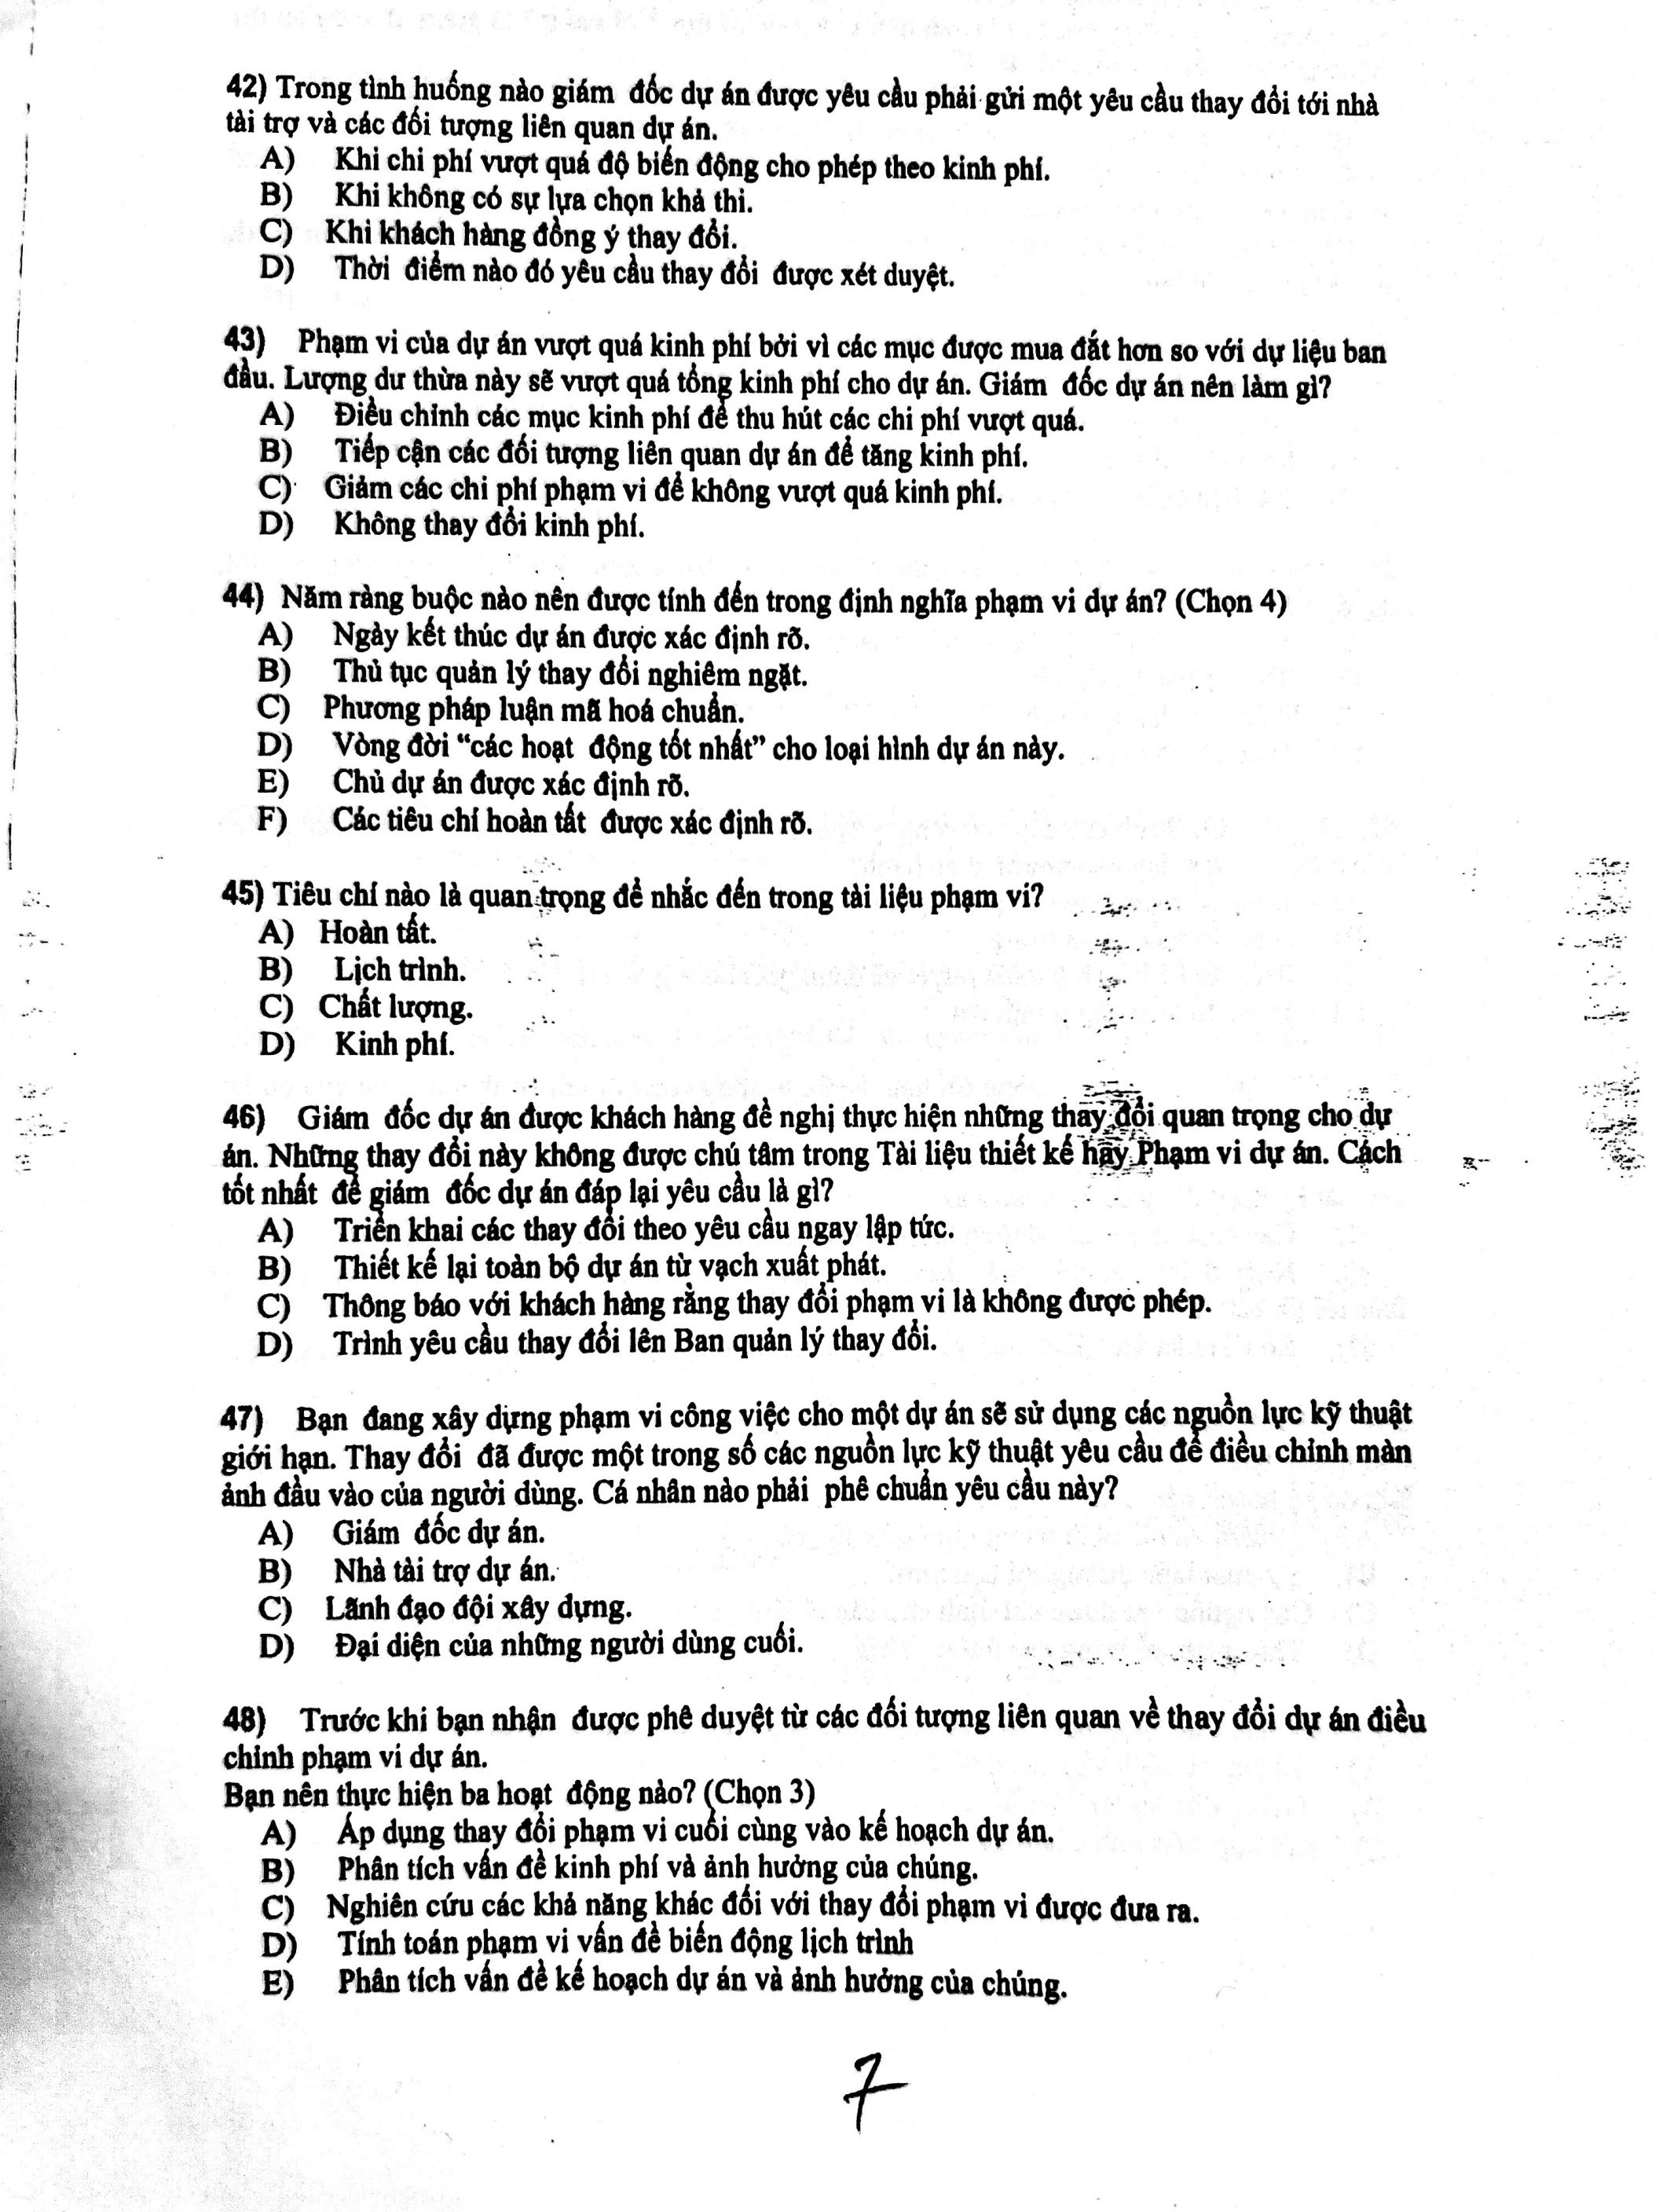 42) Trong tình huống nào giám đốc dự án được yêu cầu phải gửi một yêu cầu thay đổi tới nhà
tài trợ và các đối tượng liên quan dự án.
A) Khi chi phí vượt quá độ biến động cho phép theo kinh phí.
B) Khi không có sự lựa chọn khả thi.
C) Khi khách hàng đồng ý thay đổi.
D) Thời điểm nào đó yêu cầu thay đổi được xét duyệt.
43) Phạm vi của dự án vượt quá kinh phí bởi vì các mục được mua đắt hơn so với dự liệu ban
đầu. Lượng dư thừa này sẽ vượt quá tổng kinh phí cho dự án. Giám đốc dự án nên làm gì?
A) Điều chỉnh các mục kinh phí để thu hút các chi phí vượt quá.
B) Tiếp cận các đối tượng liên quan dự án để tăng kinh phí.
C) Giảm các chi phí phạm vi để không vượt quá kinh phí.
D) Không thay đổi kinh phí.
44) Năm ràng buộc nào nên được tính đến trong định nghĩa phạm vi dự án? (Chọn 4)
A) Ngày kết thúc dự án được xác định rõ.
B) Thủ tục quản lý thay đổi nghiêm ngặt.
C) Phương pháp luận mã hoá chuẩn.
D) Vòng đời “các hoạt động tốt nhất” cho loại hình dự án này.
E) Chủ dự án được xác định rõ.
F) Các tiêu chí hoàn tất được xác định rõ.
45) Tiêu chí nào là quan trọng để nhắc đến trong tài liệu phạm vi?
A) Hoàn tất.
B) Lịch trình.
C) Chất lượng.
D) Kinh phí.
46) Giám đốc dự án được khách hàng đề nghị thực hiện những thay đổi quan trọng cho dự
án. Những thay đổi này không được chú tâm trong Tài liệu thiết kế hay Phạm vi dự án. Cách
tốt nhất để giám đốc dự án đáp lại yêu cầu là gì?
A) Triển khai các thay đổi theo yêu cầu ngay lập tức.
B) Thiết kế lại toàn bộ dự án từ vạch xuất phát.
C) Thông báo với khách hàng rằng thay đổi phạm vi là không được phép.
D) Trình yêu cầu thay đổi lên Ban quản lý thay đổi.
47) Bạn đang xây dựng phạm vi công việc cho một dự án sẽ sử dụng các nguồn lực kỹ thuật
giới hạn. Thay đổi đã được một trong số các nguồn lực kỹ thuật yêu cầu để điều chỉnh màn
ảnh đầu vào của người dùng. Cá nhân nào phải phê chuẩn yêu cầu này?
A) Giám đốc dự án.
B) Nhà tài trợ dự án.
C) Lãnh đạo đội xây dựng.
D) Đại diện của những người dùng cuối.
48) Trước khi bạn nhận được phê duyệt từ các đối tượng liên quan về thay đổi dự án điều
chỉnh phạm vi dự án.
Bạn nên thực hiện ba hoạt động nào? (Chọn 3)
A) Áp dụng thay đổi phạm vi cuối cùng vào kế hoạch dự án.
B) Phân tích vấn đề kinh phí và ảnh hưởng của chúng.
C) Nghiên cứu các khả năng khác đối với thay đổi phạm vi được đưa ra.
D) Tính toán phạm vi vấn đề biến động lịch trình
E) Phân tích vấn đề kế hoạch dự án và ảnh hưởng của chúng.
7